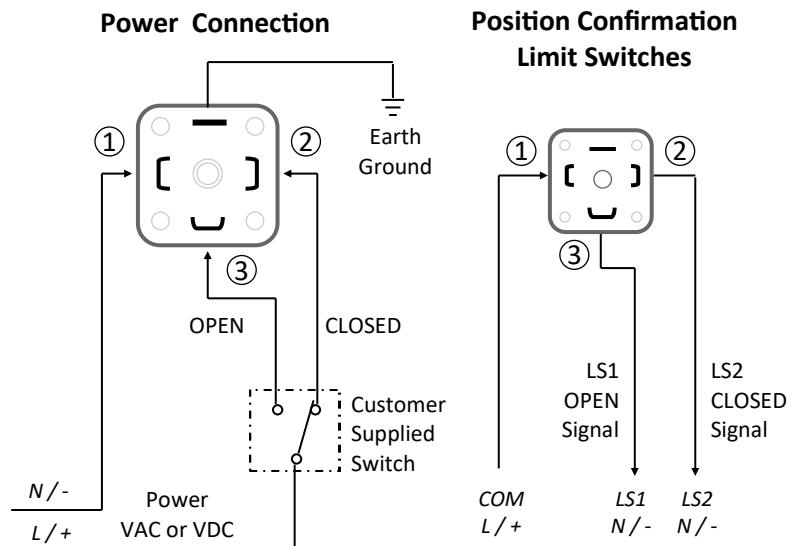 Power Connection
①
②
③
Earth
Ground
OPEN
CLOSED
Customer
Supplied
Switch
N / -
L / +
Power
VAC or VDC
Position Confirmation
Limit Switches
①
②
③
LS1
OPEN
Signal
LS2
CLOSED
Signal
COM
L / +
LS1
N / -
LS2
N / -